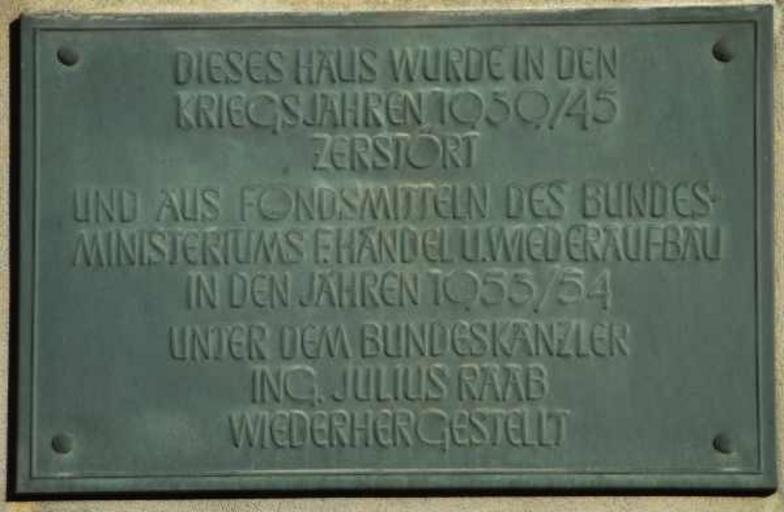 DIESES HAUS WURDE IN DEN
KRIEGSJAHREN 1939/45
ZERSTÖRT
UND AUS FONDSMITTELN DES BUNDES-
MINISTERIUMS F. HANDEL U. WIEDERAUFBAU
IN DEN JAHREN 1953/54
UNTER DEM BUNDESKANZLER
ING. JULIUS RAAB
WIEDERHERGESTELLT